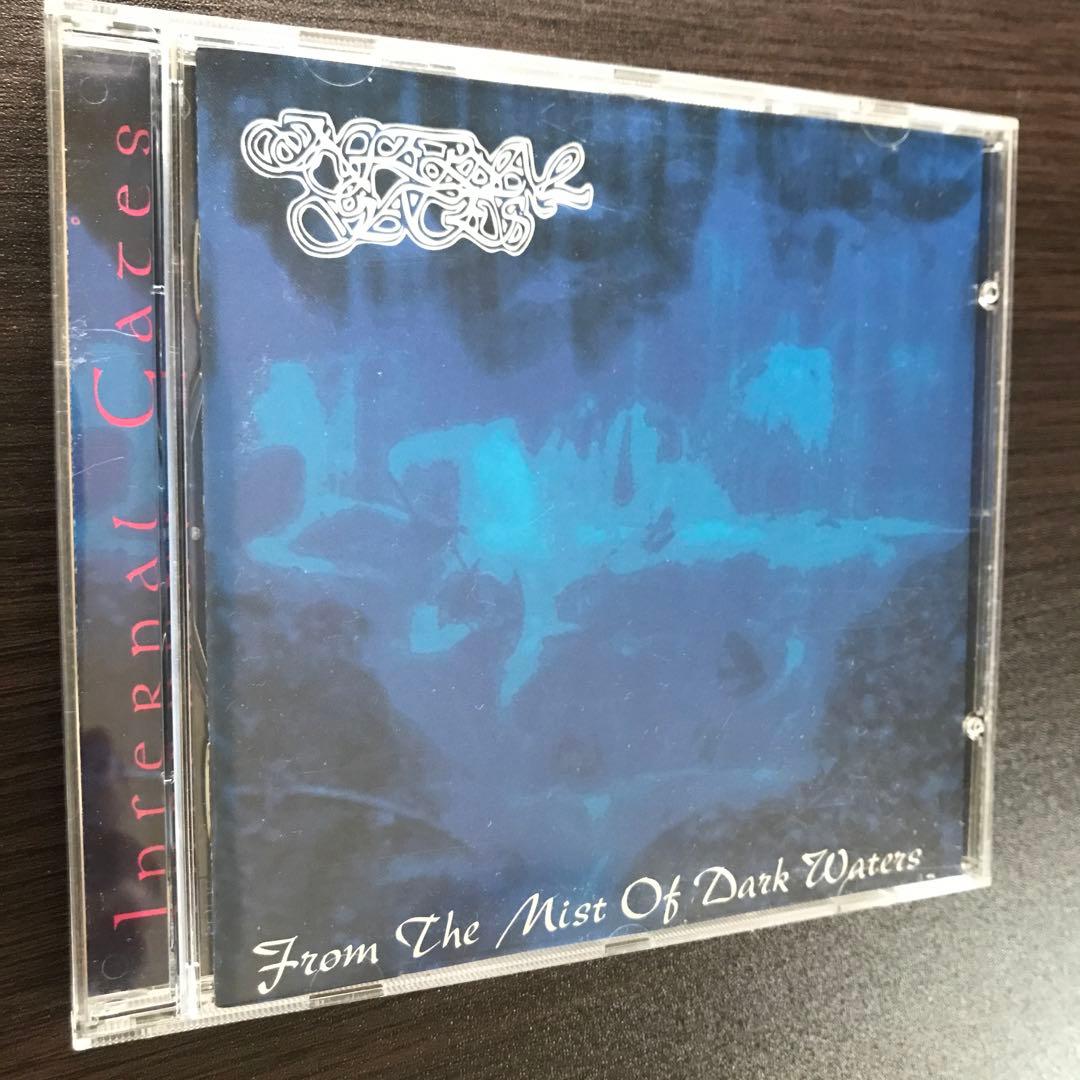 Infernal Gates
From The Mist Of Dark Waters